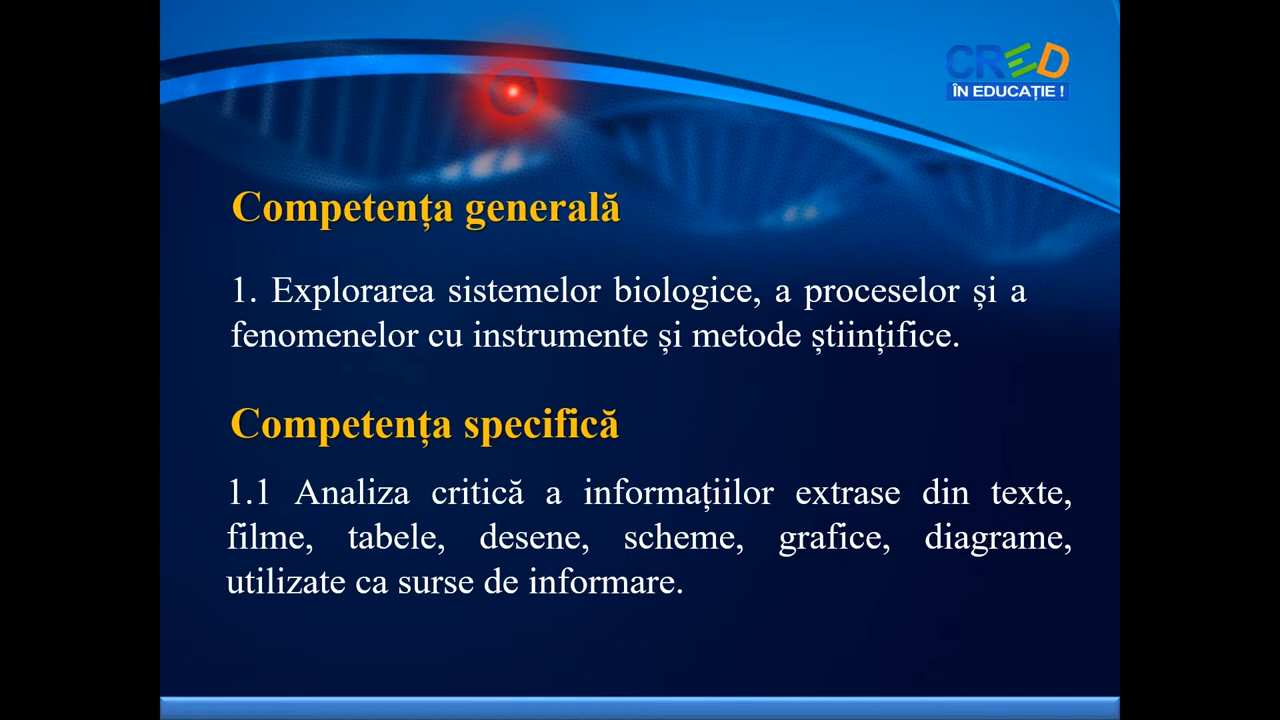 CRED
ÎN EDUCAȚIE !
Competența generală
1. Explorarea sistemelor biologice, a proceselor și a
fenomenelor cu instrumente și metode științifice.
Competența specifică
1.1 Analiza critică a informațiilor extrase din texte,
filme, tabele, desene, scheme, grafice, diagrame,
utilizate ca surse de informare.